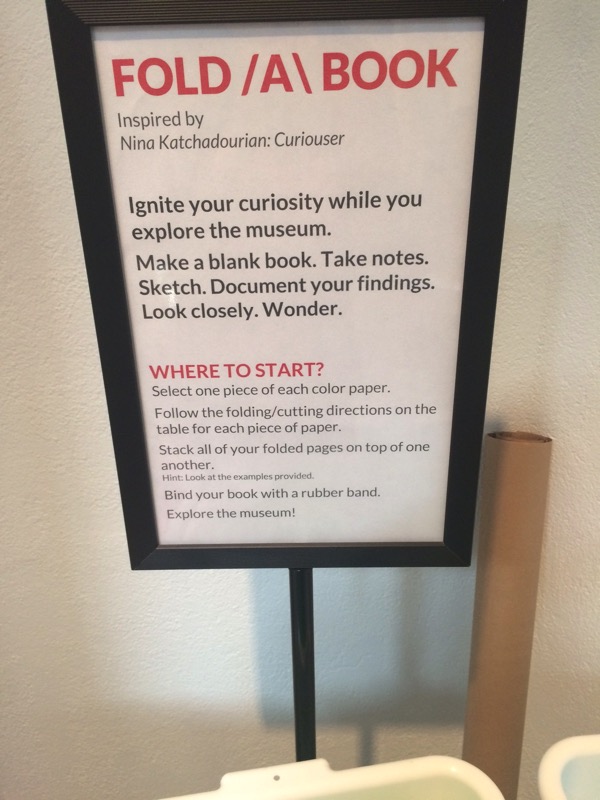 FOLD /A\ BOOK
Inspired by
Nina Katchadourian: Curiouser
Ignite your curiosity while you
explore the museum.
Make a blank book. Take notes.
Sketch. Document your findings.
Look closely. Wonder.
WHERE TO START?
Select one piece of each color paper.
Follow the folding/cutting directions on the
table for each piece of paper.
Stack all of your folded pages on top of one
another.
Hint: Look at the examples provided.
Bind your book with a rubber band.
Explore the museum!